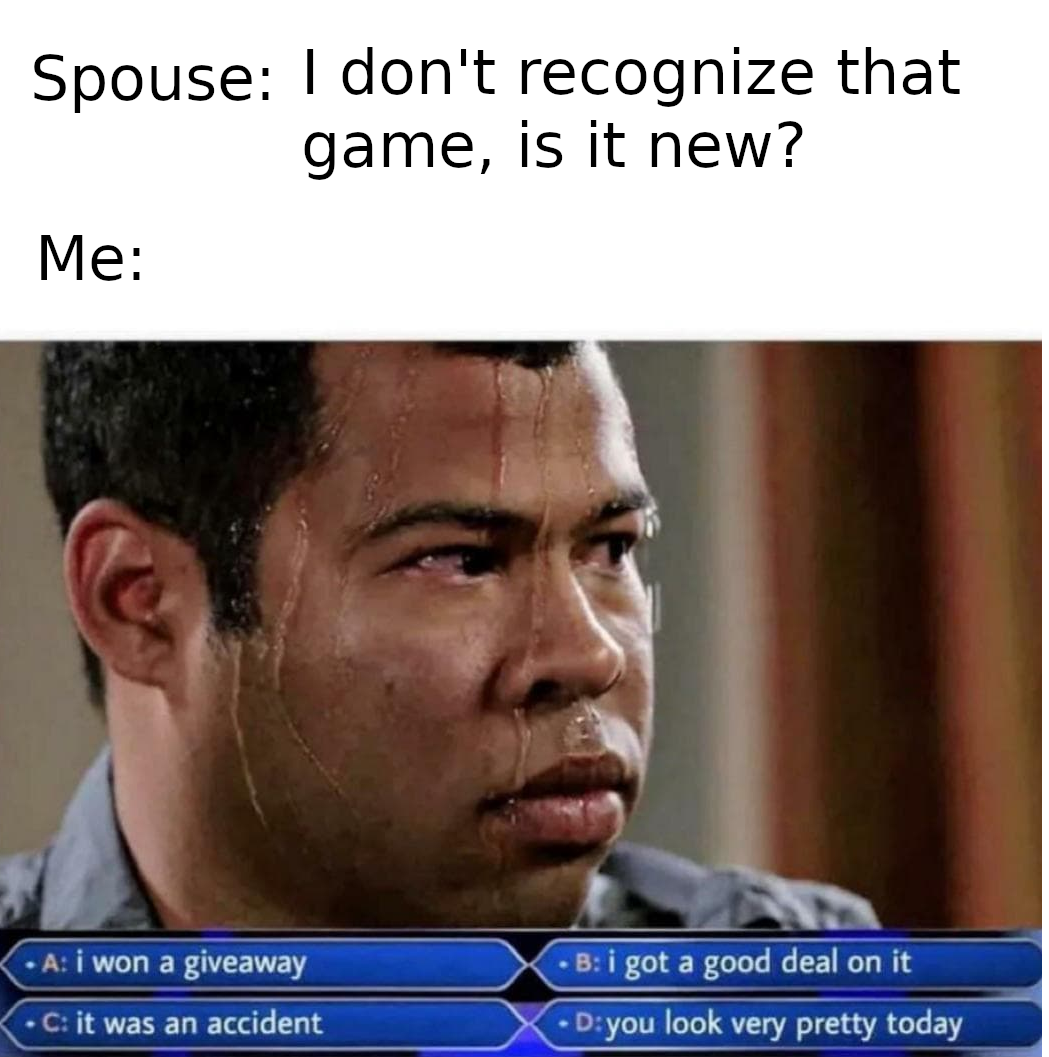 Spouse: I don't recognize that
game, is it new?
Me:
A: i won a giveaway
B: i got a good deal on it
C: it was an accident
D: you look very pretty today